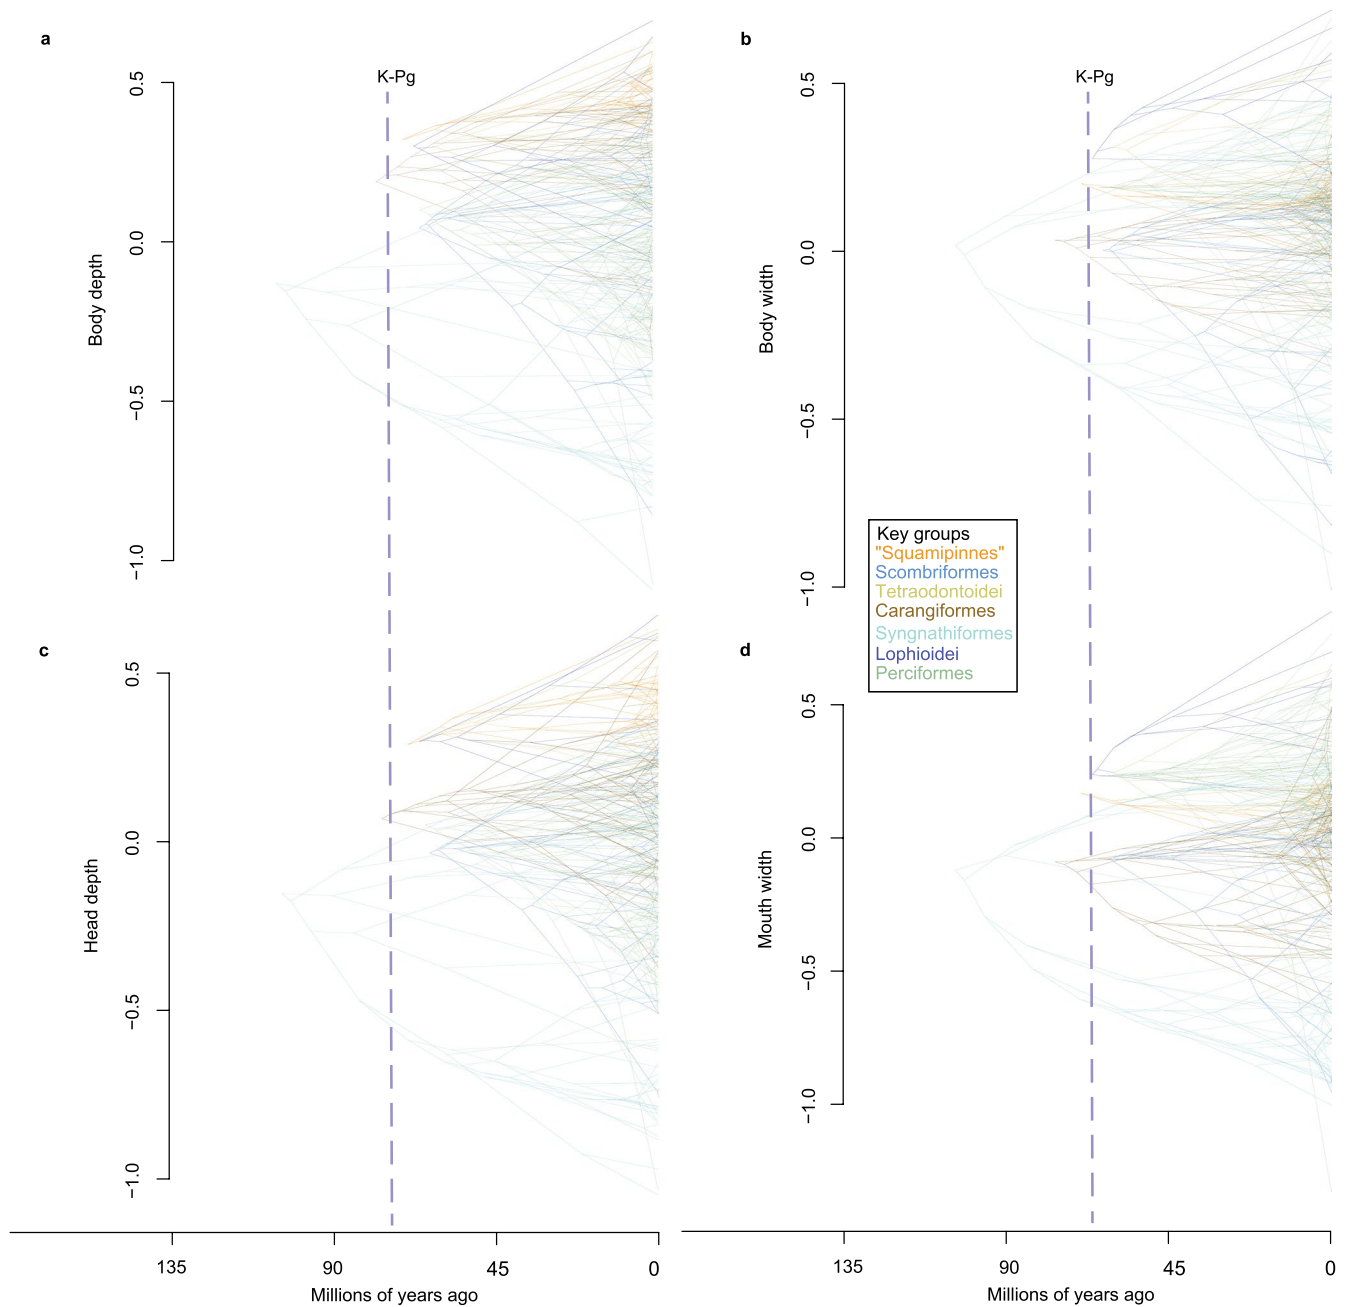 a
K-Pg
0.5
0.0
−0.5
−1.0
Body depth
b
K-Pg
0.5
0.0
−0.5
−1.0
Body width
Key groups
"Squamipinnes"
Scombriformes
Tetraodontoidei
Carangiformes
Syngnathiformes
Lophioidei
Perciformes
c
0.5
0.0
−0.5
−1.0
Head depth
d
0.5
0.0
−0.5
−1.0
Mouth width
135 90 45 0
Millions of years ago
135 90 45 0
Millions of years ago